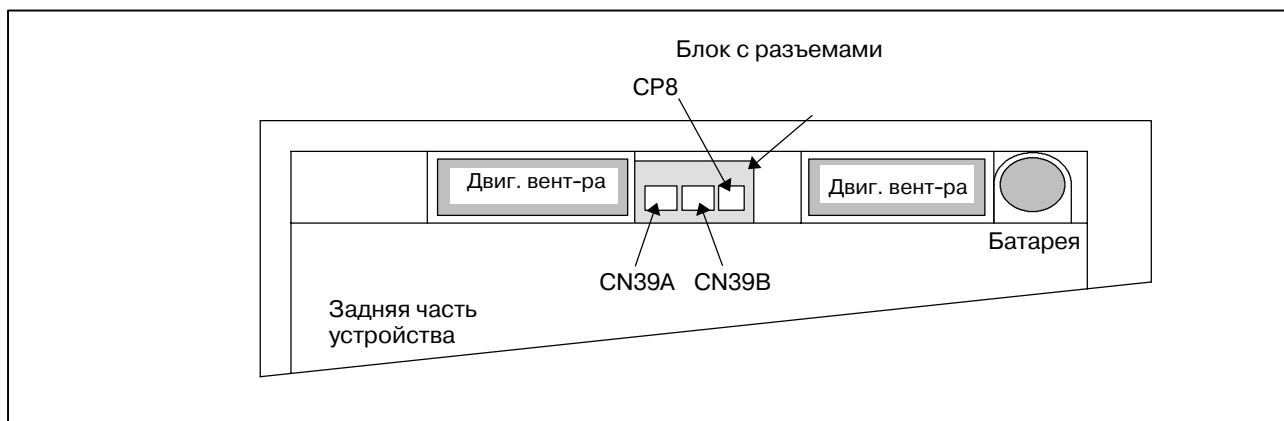 Блок с разъемами
CP8
Двиг. вент-ра
Двиг. вент-ра
Батарея
CN39A
CN39B
Задняя часть
устройства